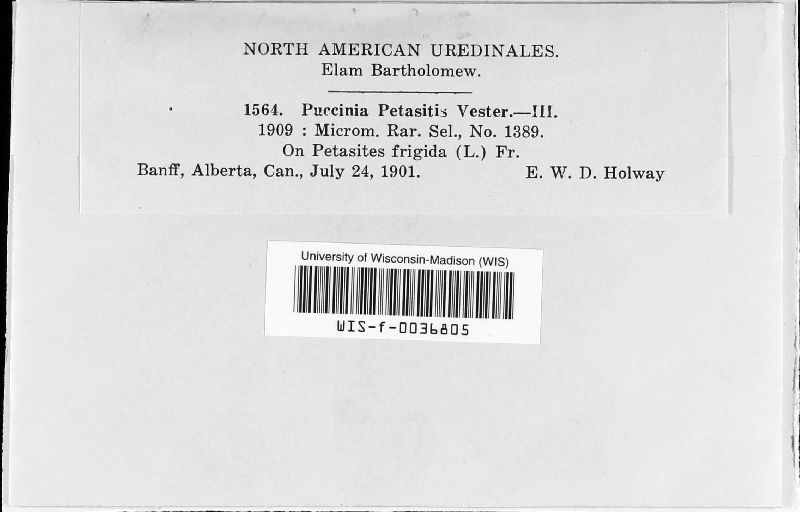 NORTH AMERICAN UREDINALES.
Elam Bartholomew.
1564. Puccinia Petasitis Vester.—III.
1909 : Microm. Rar. Sel., No. 1389.
On Petasites frigida (L.) Fr.
Banff, Alberta, Can., July 24, 1901. E. W. D. Holway
University of Wisconsin-Madison (WIS)
WIS-f-0036805